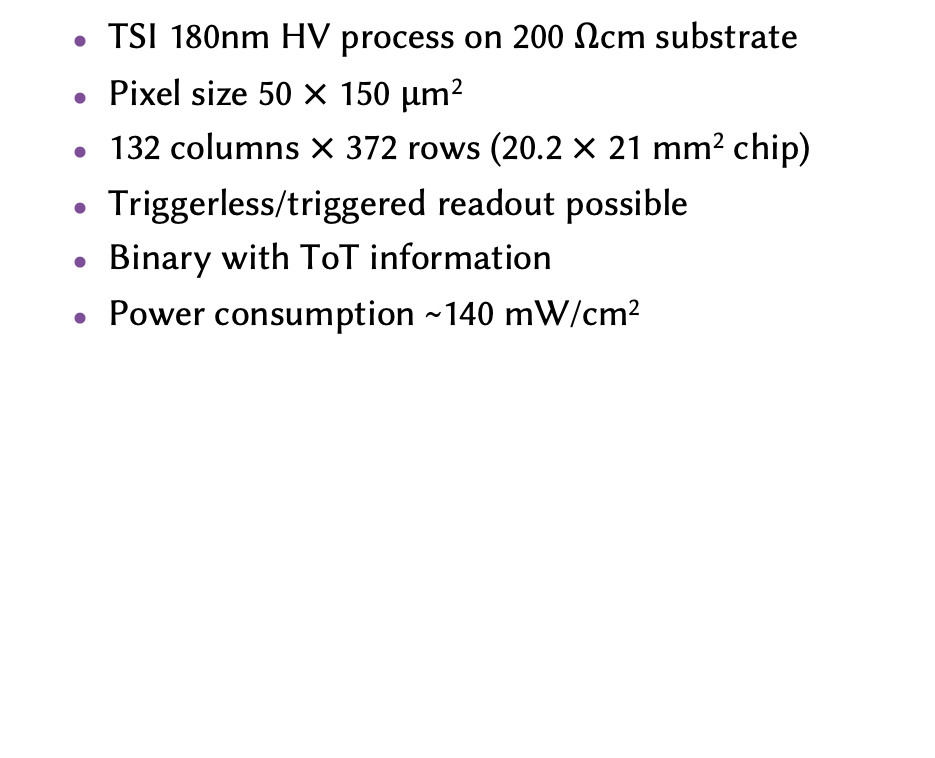 • TSI 180nm HV process on 200 Ωcm substrate
• Pixel size 50 × 150 μm²
• 132 columns × 372 rows (20.2 × 21 mm² chip)
• Triggerless/triggered readout possible
• Binary with ToT information
• Power consumption ~140 mW/cm²